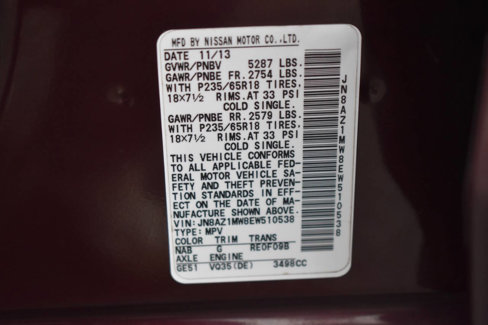 MFD BY NISSAN MOTOR CO.,LTD.
DATE 11/13
GVWR/PNBV 5287 LBS.
GAWR/PNBE FR. 2754 LBS.
WITH P235/65R18 TIRES,
18×7½ RIMS.AT 33 PSI
COLD SINGLE.
GAWR/PNBE RR. 2579 LBS.
WITH P235/65R18 TIRES,
18×7½ RIMS.AT 33 PSI
COLD SINGLE.
THIS VEHICLE CONFORMS
TO ALL APPLICABLE FED-
ERAL MOTOR VEHICLE SA-
FETY AND THEFT PREVEN-
TION STANDARDS IN EFF-
ECT ON THE DATE OF MA-
NUFACTURE SHOWN ABOVE.
VIN: JN8AZ1MW8EW510538
TYPE: MPV
COLOR TRIM TRANS
NAB G RE0F09B
AXLE ENGINE
GE51 VQ35(DE) 3498CC
JN8AZ1MW8EW510538